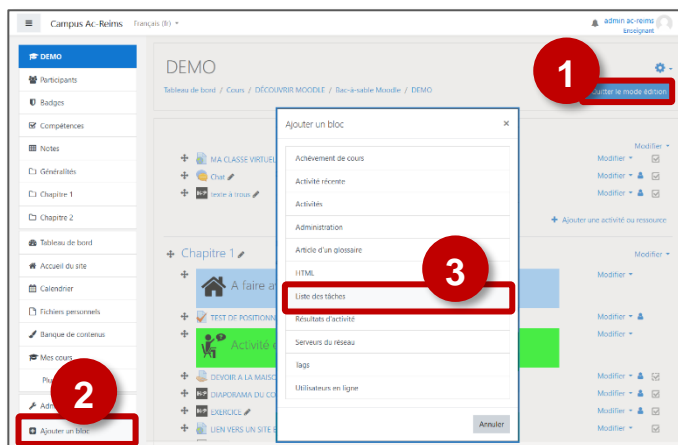 Campus Ac-Reims Français (fr)
admin ac-reims
Enseignant
DEMO
Participants
Badges
Compétences
Notes
Généralités
Chapitre 1
Chapitre 2
Tableau de bord
Accueil du site
Calendrier
Fichiers personnels
Banque de contenus
Mes cours
Ajouter un bloc
2
DEMO
Tableau de bord / Cours / DÉCOUVRIR MOODLE / Bac-à-sable Moodle / DEMO
1
Quitter le mode édition
Modifier
MA CLASSE VIRTUEL
Modifier
Chat
Modifier
texte à trous
Modifier
Ajouter une activité ou ressource
Chapitre 1
Modifier
A faire av
Modifier
TEST DE POSITIONN
Modifier
Activité
Modifier
DEVOIR A LA MAISO
Modifier
DIAPORAMA DU CO
Modifier
EXERCICE
Modifier
LIEN VERS UN SITE
Modifier
Ajouter un bloc ×
Achèvement de cours
Activité récente
Activités
Administration
Article d'un glossaire
HTML
3
Liste des tâches
Résultats d'activité
Serveurs du réseau
Tags
Utilisateurs en ligne
Annuler